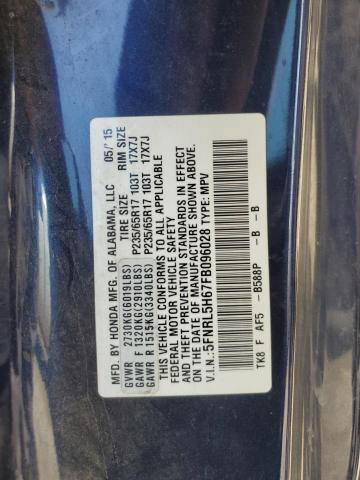 MFD. BY HONDA MFG. OF ALABAMA, LLC 05/ 15
TIRE SIZE RIM SIZE
GVWR 2730KG(6019LBS)
GAWR F 1320KG(2910LBS) P235/65R17 103T 17X7J
GAWR R 1515KG(3340LBS) P235/65R17 103T 17X7J
THIS VEHICLE CONFORMS TO ALL APPLICABLE
FEDERAL MOTOR VEHICLE SAFETY
AND THEFT PREVENTION STANDARDS IN EFFECT
ON THE DATE OF MANUFACTURE SHOWN ABOVE.
V.I.N.: 5FNRL5H67FB096028 TYPE: MPV
TK8 F AF5 -B588P -B -B